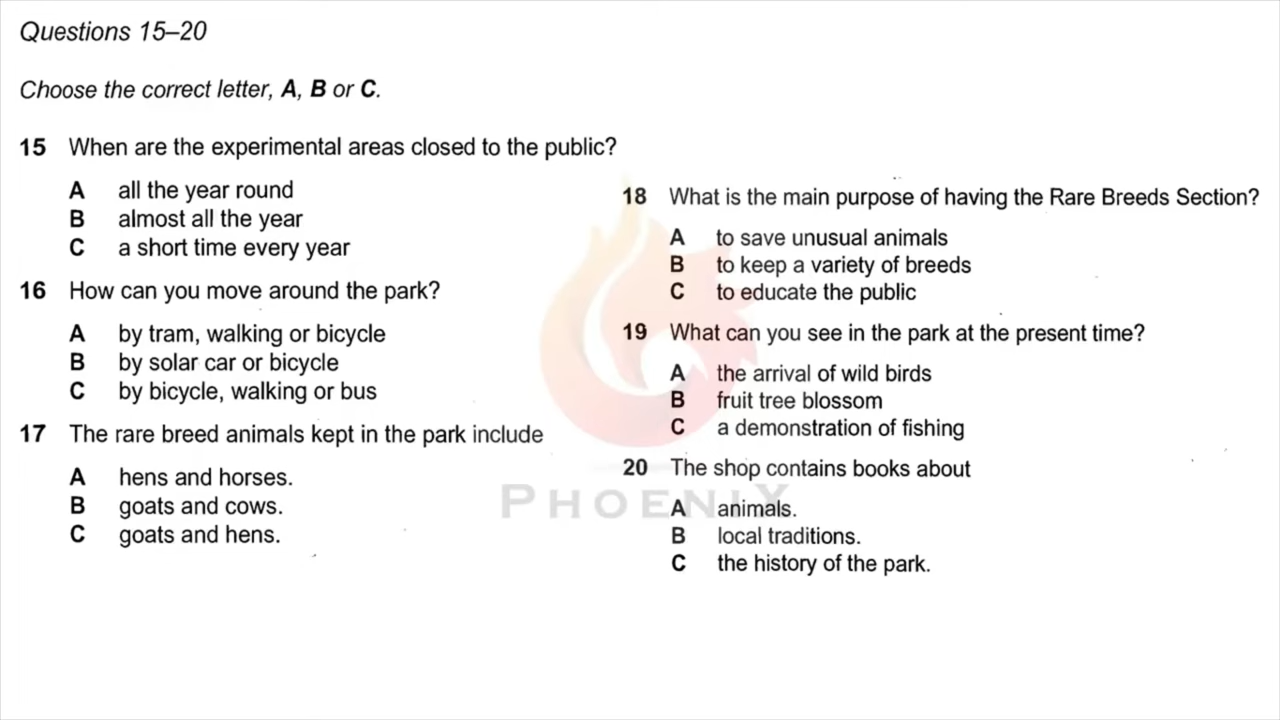 Questions 15–20
Choose the correct letter, A, B or C.
15 When are the experimental areas closed to the public?
A all the year round
B almost all the year
C a short time every year
16 How can you move around the park?
A by tram, walking or bicycle
B by solar car or bicycle
C by bicycle, walking or bus
17 The rare breed animals kept in the park include
A hens and horses.
B goats and cows.
C goats and hens.
18 What is the main purpose of having the Rare Breeds Section?
A to save unusual animals
B to keep a variety of breeds
C to educate the public
19 What can you see in the park at the present time?
A the arrival of wild birds
B fruit tree blossom
C a demonstration of fishing
20 The shop contains books about
A animals.
B local traditions.
C the history of the park.
PHOENIX